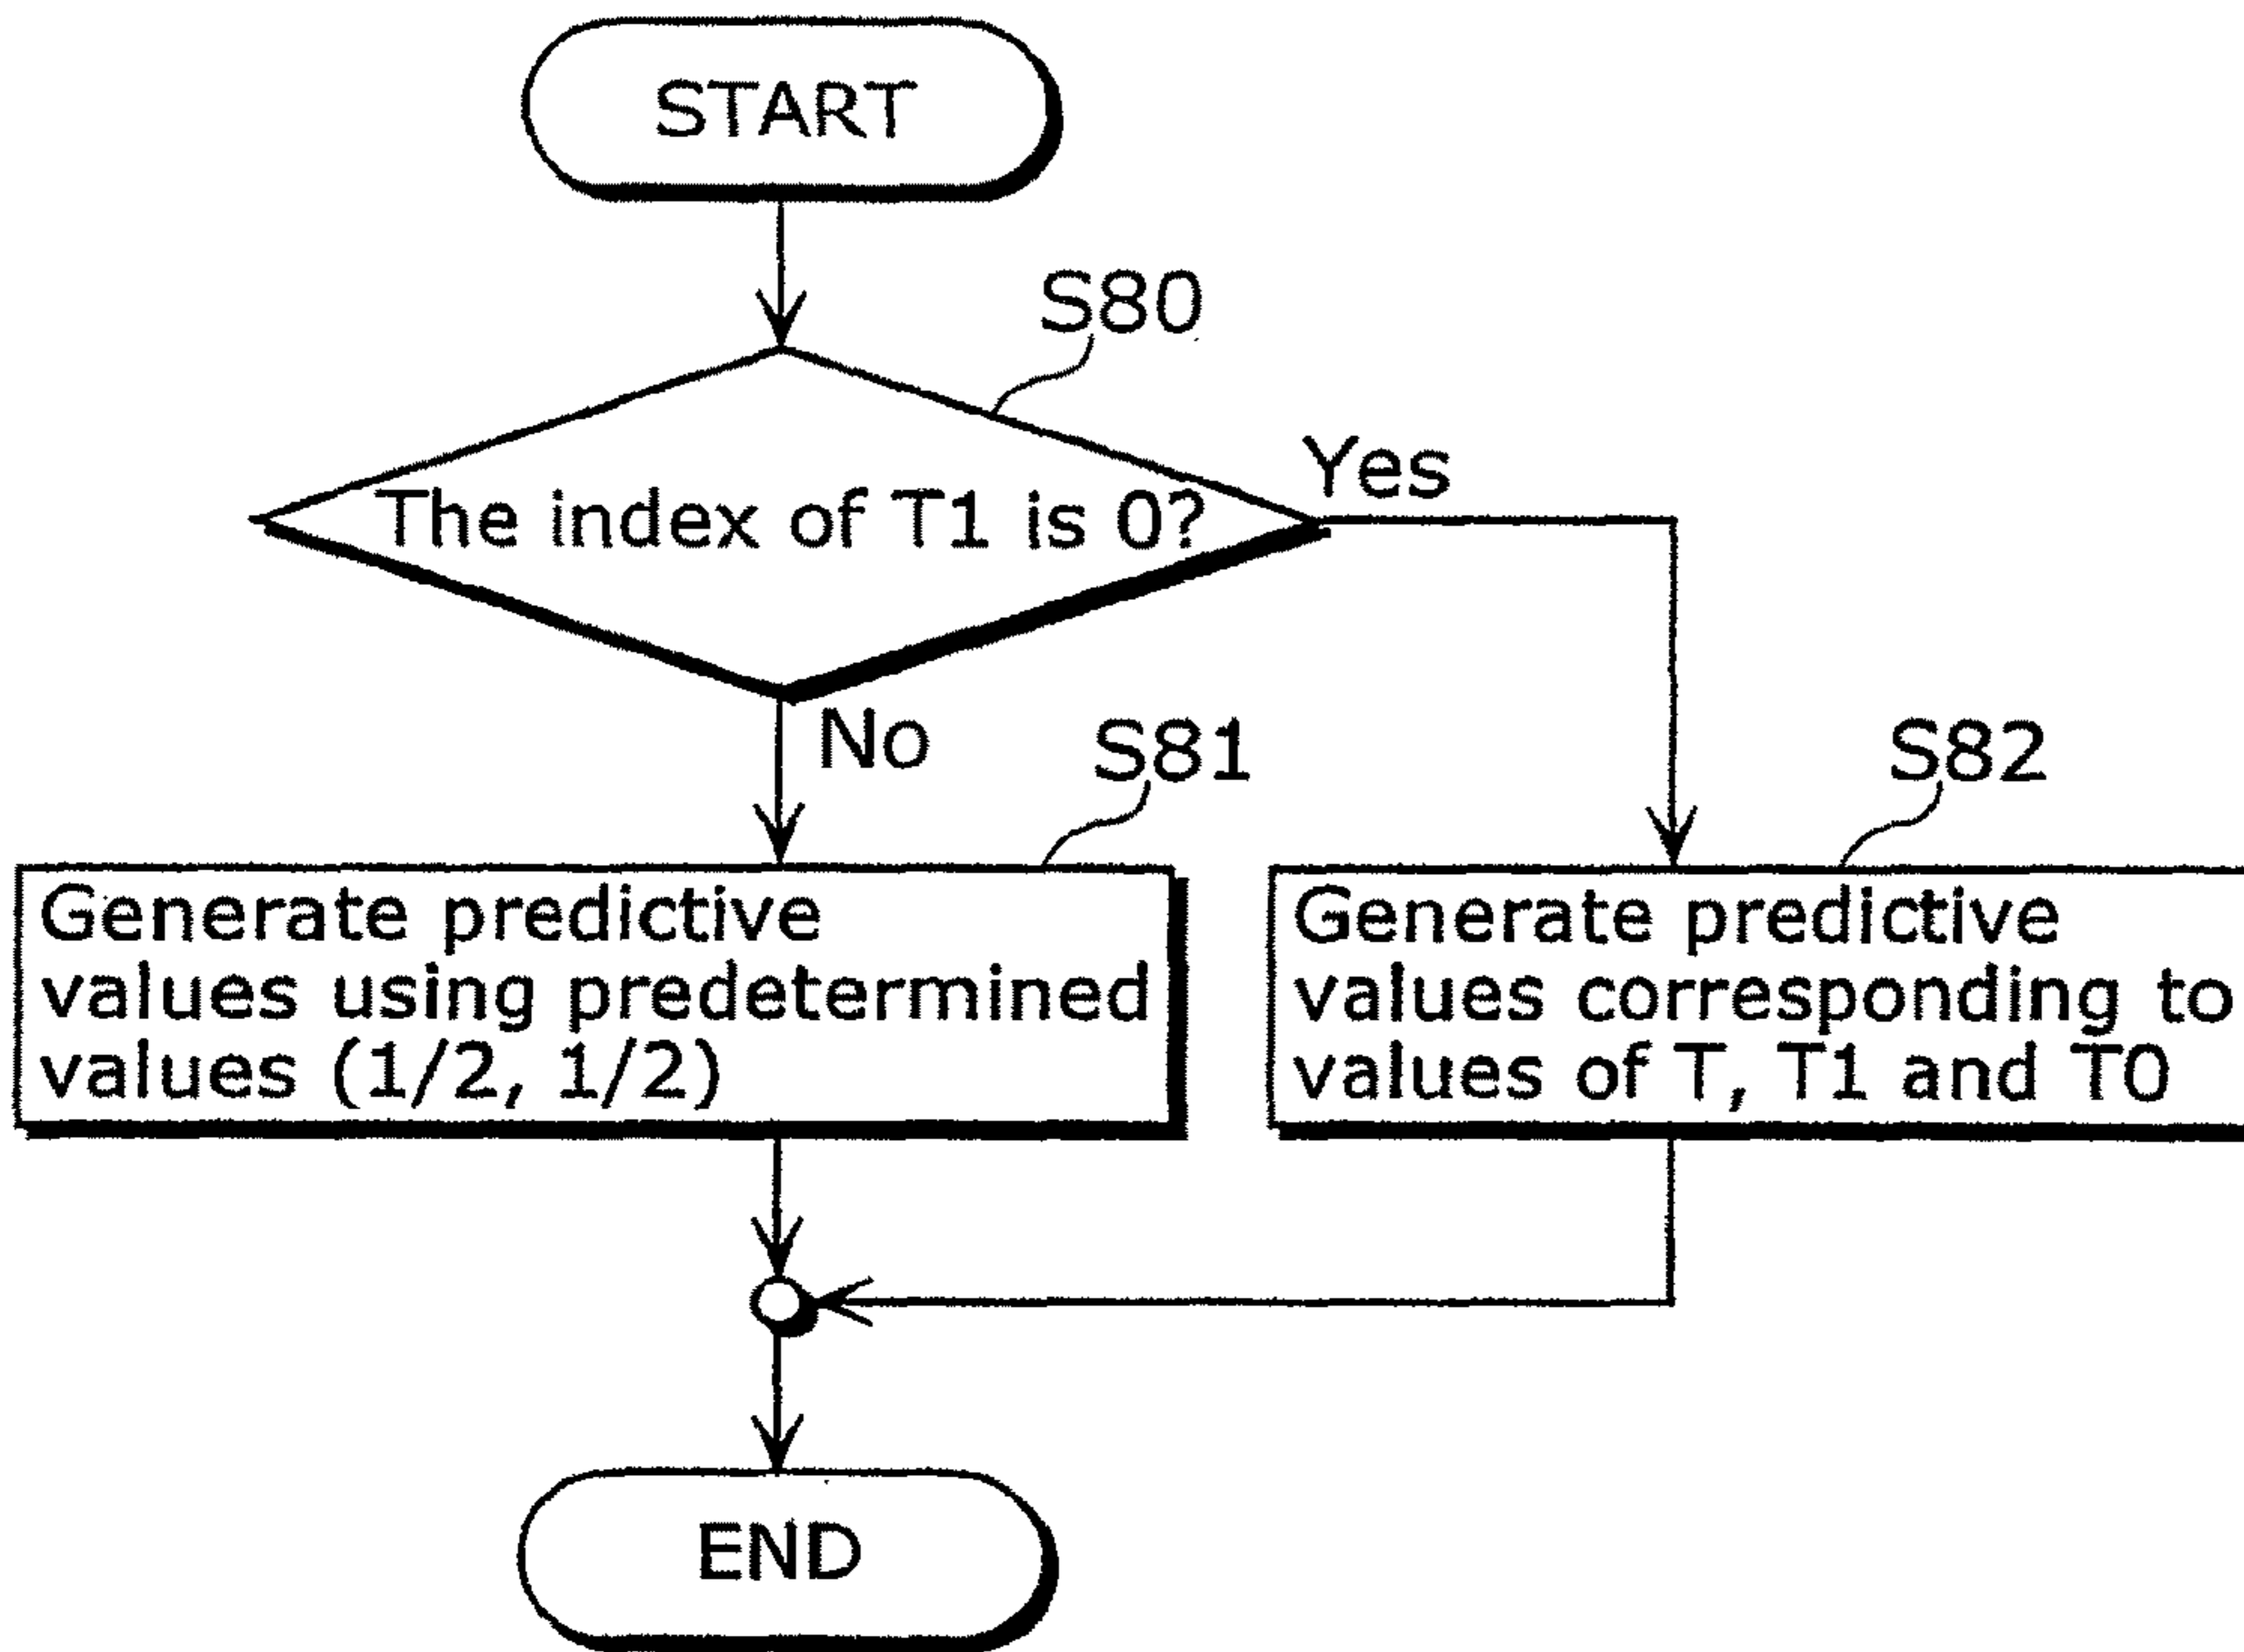 START
S80
The index of T1 is 0?
Yes
No
S81
S82
Generate predictive
values using predetermined
values (1/2, 1/2)
Generate predictive
values corresponding to
values of T, T1 and T0
END